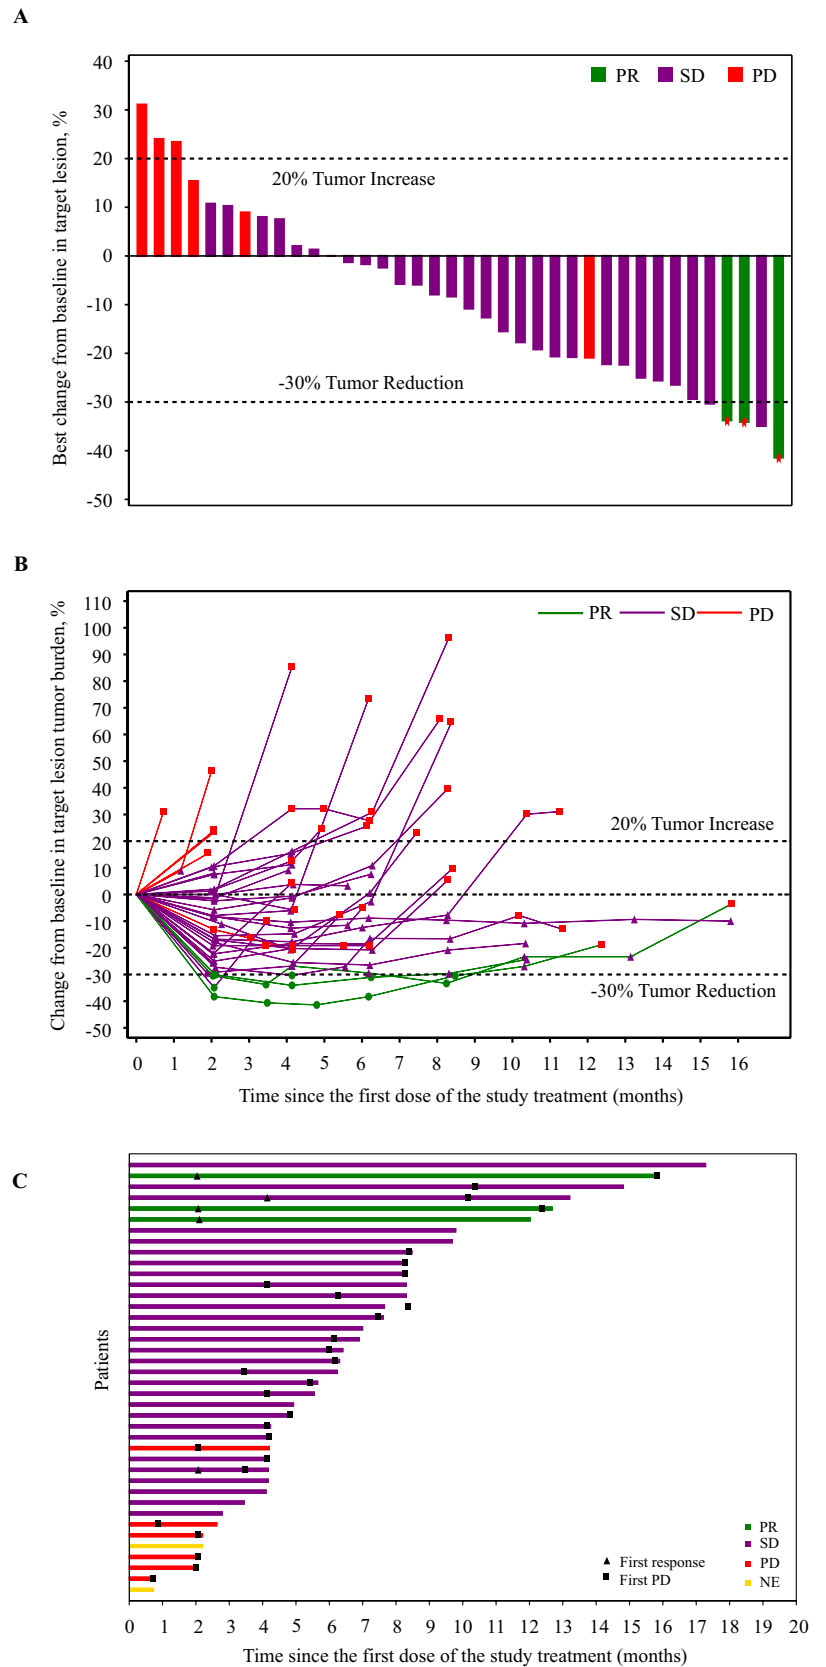 A
Best change from baseline in target lesion, %
40
30
20
10
0
-10
-20
-30
-40
-50
PR SD PD
20% Tumor Increase
-30% Tumor Reduction
B
Change from baseline in target lesion tumor burden, %
110
100
90
80
70
60
50
40
30
20
10
0
-10
-20
-30
-40
-50
PR SD PD
20% Tumor Increase
-30% Tumor Reduction
0 1 2 3 4 5 6 7 8 9 10 11 12 13 14 15 16
Time since the first dose of the study treatment (months)
C
Patients
First response
First PD
PR
SD
PD
NE
0 1 2 3 4 5 6 7 8 9 10 11 12 13 14 15 16 17 18 19 20
Time since the first dose of the study treatment (months)